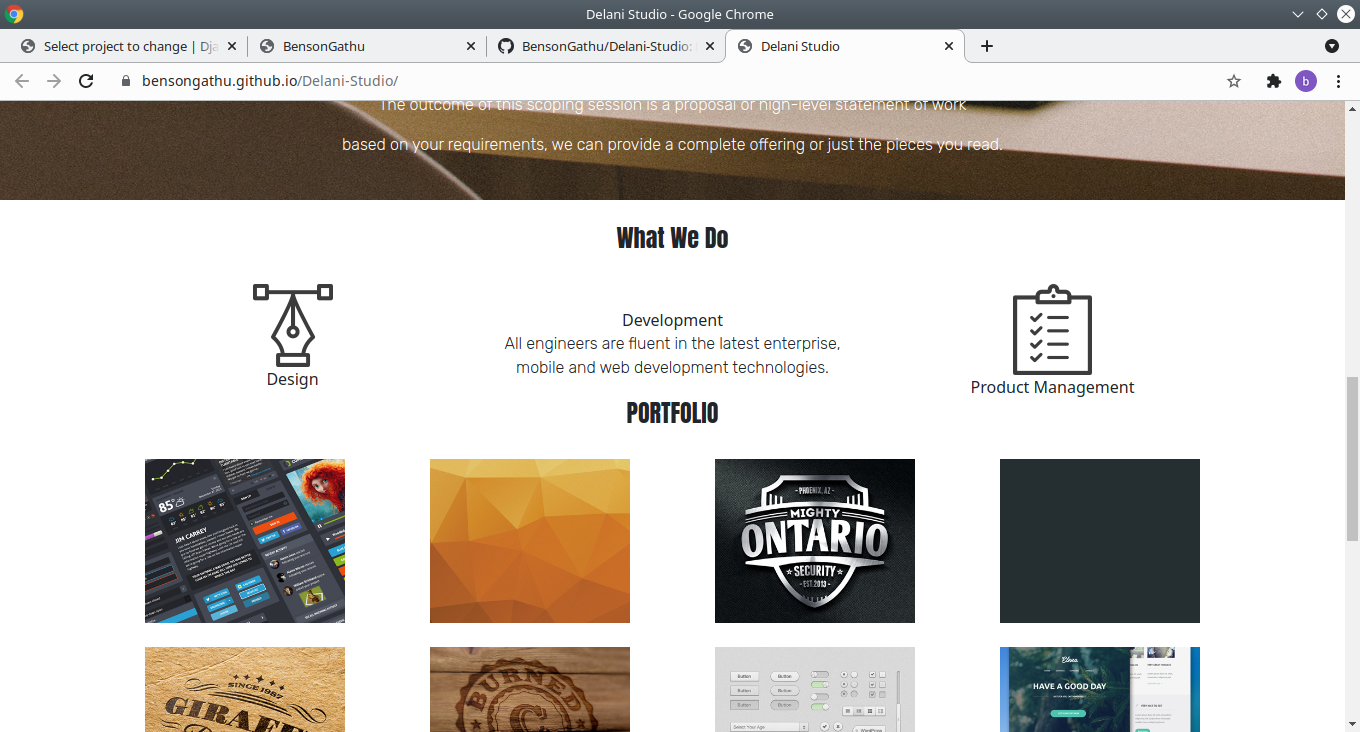 Delani Studio - Google Chrome
Select project to change | Dja
BensonGathu
BensonGathu/Delani-Studio:
Delani Studio
bensongathu.github.io/Delani-Studio/
b
The outcome of this scoping session is a proposal or high-level statement of work
based on your requirements, we can provide a complete offering or just the pieces you read.
What We Do
Design
Development
All engineers are fluent in the latest enterprise,
mobile and web development technologies.
Product Management
PORTFOLIO
85°
JIM CARREY
- PHOENIX, AZ -
MIGHTY
ONTARIO
SECURITY
- EST. 2013 -
SINCE 1987
GIRAFF
BURNED
C
Button Button
Button Button
Button Button
Select Your Age
WordPress
HAVE A GOOD DAY